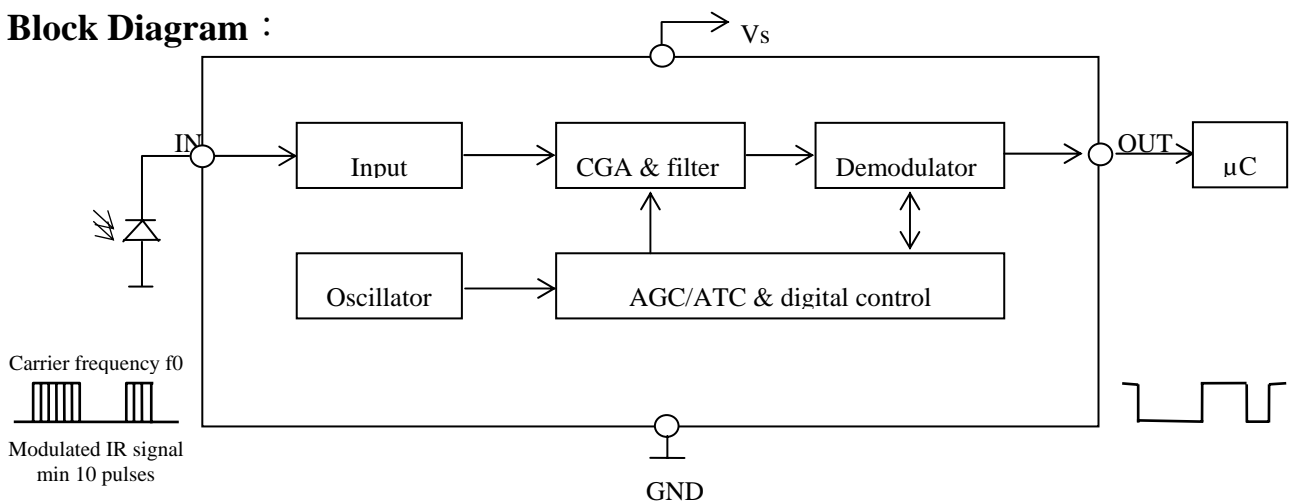 Block Diagram：
Vs
IN
Input
CGA & filter
Demodulator
OUT
µC
Oscillator
AGC/ATC & digital control
Carrier frequency f0
Modulated IR signal
min 10 pulses
GND